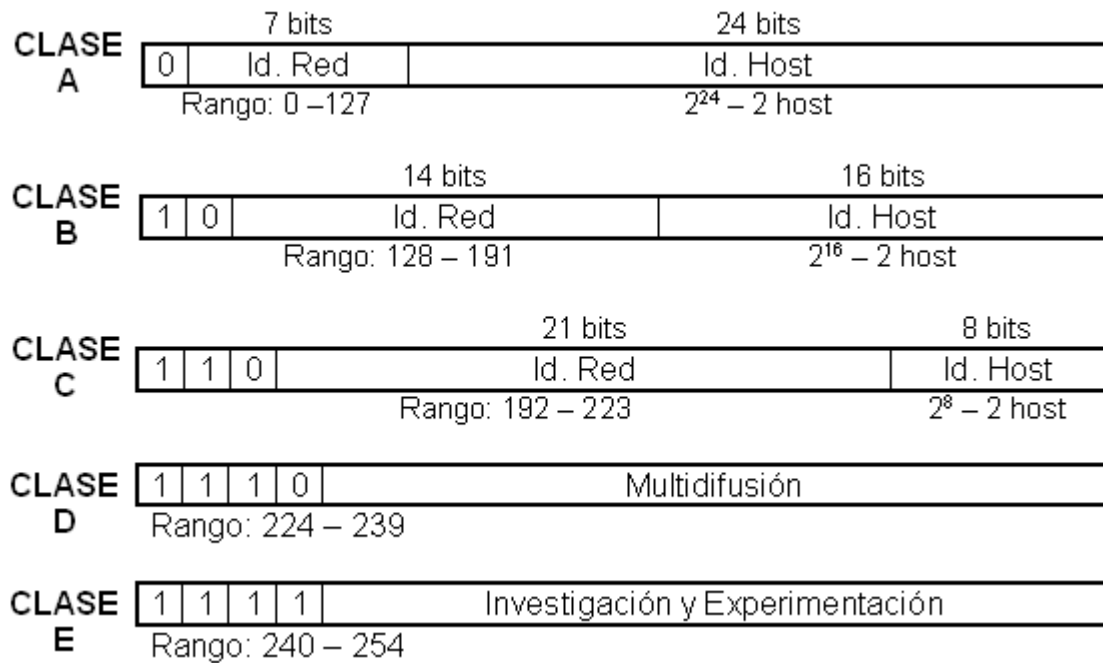 7 bits 24 bits
CLASE A 0 Id. Red Id. Host
Rango: 0 –127 2²⁴ – 2 host
14 bits 16 bits
CLASE B 1 0 Id. Red Id. Host
Rango: 128 – 191 2¹⁶ – 2 host
21 bits 8 bits
CLASE C 1 1 0 Id. Red Id. Host
Rango: 192 – 223 2⁸ – 2 host
CLASE D 1 1 1 0 Multidifusión
Rango: 224 – 239
CLASE E 1 1 1 1 Investigación y Experimentación
Rango: 240 – 254